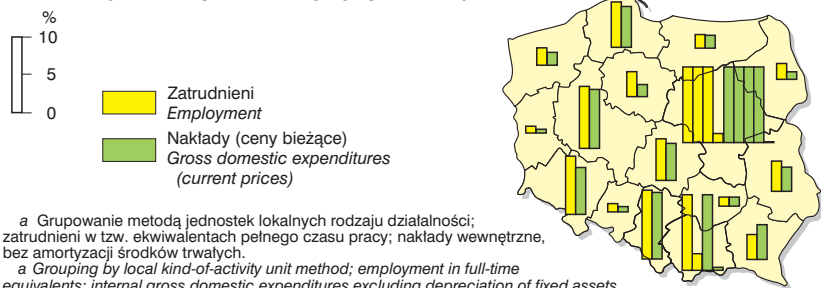 %
10
5
0
Zatrudnieni
Employment
Nakłady (ceny bieżące)
Gross domestic expenditures
(current prices)
a Grupowanie metodą jednostek lokalnych rodzaju działalności;
zatrudnieni w tzw. ekwiwalentach pełnego czasu pracy; nakłady wewnętrzne,
bez amortyzacji środków trwałych.
a Grouping by local kind-of-activity unit method; employment in full-time
equivalents; internal gross domestic expenditures excluding depreciation of fixed assets